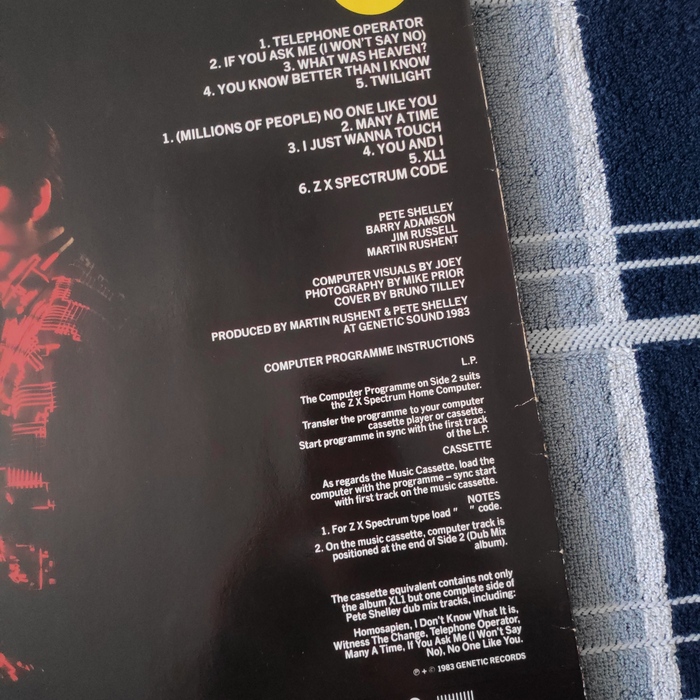 1. TELEPHONE OPERATOR
2. IF YOU ASK ME (I WON'T SAY NO)
3. WHAT WAS HEAVEN?
4. YOU KNOW BETTER THAN I KNOW
5. TWILIGHT
1. (MILLIONS OF PEOPLE) NO ONE LIKE YOU
2. MANY A TIME
3. I JUST WANNA TOUCH
4. YOU AND I
5. XL1
6. Z X SPECTRUM CODE
PETE SHELLEY
BARRY ADAMSON
JIM RUSSELL
MARTIN RUSHENT
COMPUTER VISUALS BY JOEY
PHOTOGRAPHY BY MIKE PRIOR
COVER BY BRUNO TILLEY
PRODUCED BY MARTIN RUSHENT & PETE SHELLEY
AT GENETIC SOUND 1983
COMPUTER PROGRAMME INSTRUCTIONS
L.P.
The Computer Programme on Side 2 suits
the Z X Spectrum Home Computer.
Transfer the programme to your computer
cassette player or cassette.
Start programme in sync with the first track
of the L.P.
CASSETTE
As regards the Music Cassette, load the
computer with the programme – sync start
with first track on the music cassette.
NOTES
1. For Z X Spectrum type load " " code.
2. On the music cassette, computer track is
positioned at the end of Side 2 (Dub Mix
album).
The cassette equivalent contains not only
the album XL1 but one complete side of
Pete Shelley dub mix tracks, including:
Homosapien, I Don't Know What It is,
Witness The Change, Telephone Operator,
Many A Time, If You Ask Me (I Won't Say
No), No One Like You.
℗ + © 1983 GENETIC RECORDS